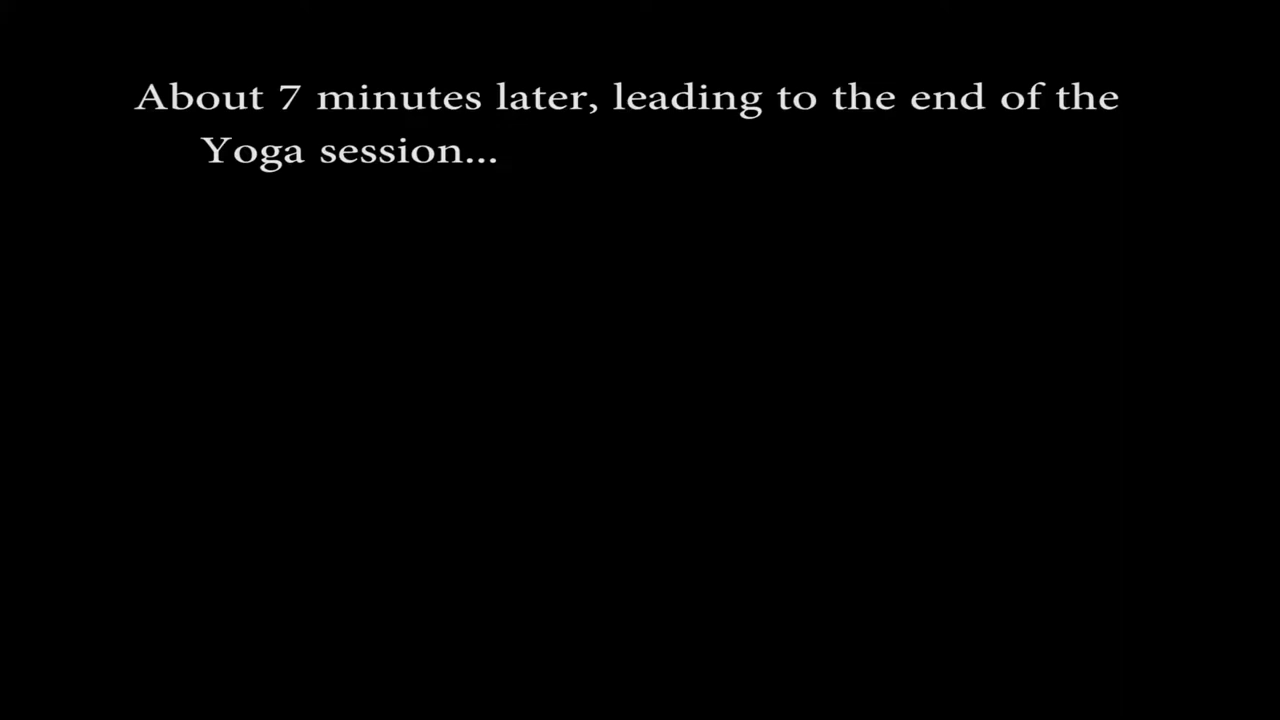 About 7 minutes later, leading to the end of the
Yoga session...